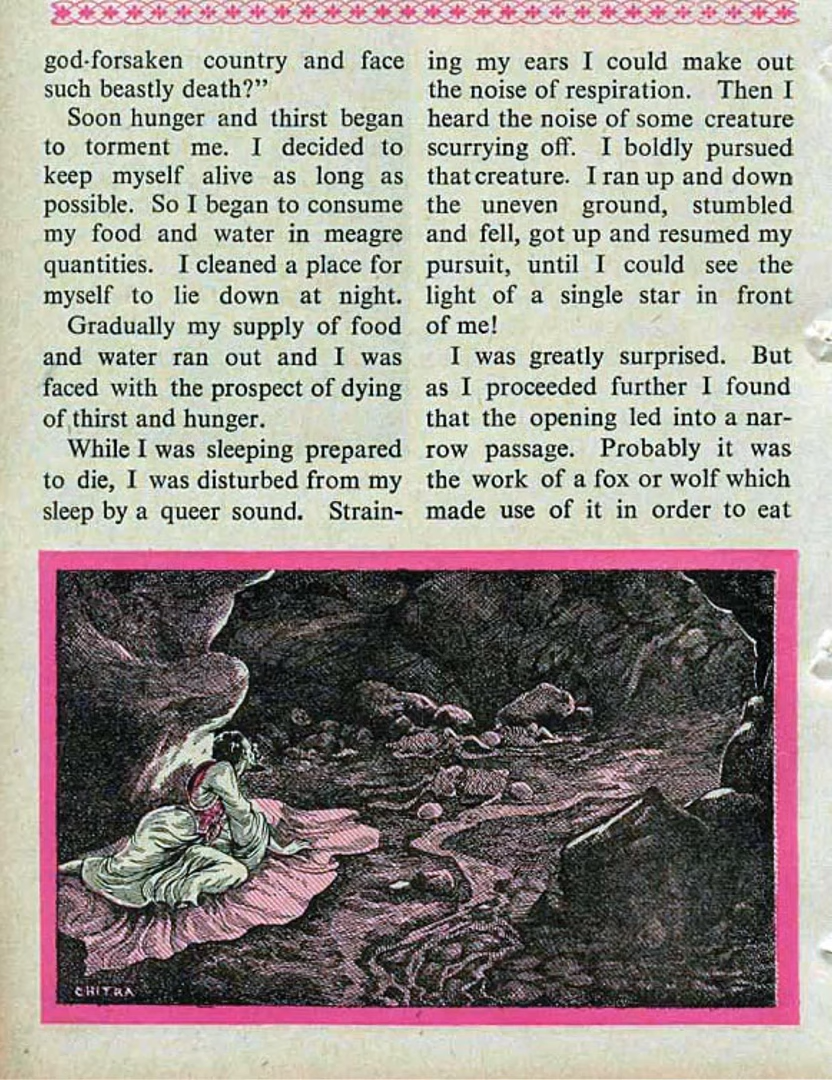 god-forsaken country and face
such beastly death?”
Soon hunger and thirst began
to torment me. I decided to
keep myself alive as long as
possible. So I began to consume
my food and water in meagre
quantities. I cleaned a place for
myself to lie down at night.
Gradually my supply of food
and water ran out and I was
faced with the prospect of dying
of thirst and hunger.
While I was sleeping prepared
to die, I was disturbed from my
sleep by a queer sound. Strain-
ing my ears I could make out
the noise of respiration. Then I
heard the noise of some creature
scurrying off. I boldly pursued
that creature. I ran up and down
the uneven ground, stumbled
and fell, got up and resumed my
pursuit, until I could see the
light of a single star in front
of me!
I was greatly surprised. But
as I proceeded further I found
that the opening led into a nar-
row passage. Probably it was
the work of a fox or wolf which
made use of it in order to eat
CHITRA